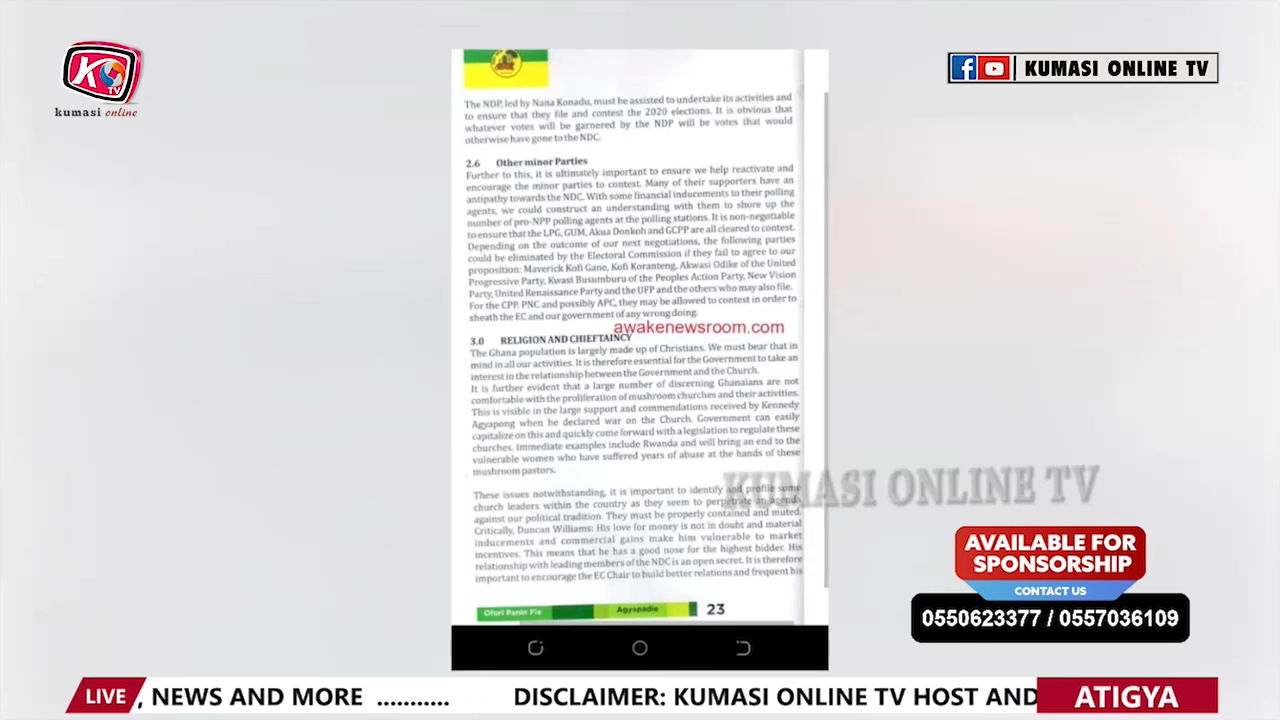 K
TV
kumasi online
KUMASI ONLINE TV
The NDP, led by Nana Konadu, must be assisted to undertake its activities and
to ensure that they file and contest the 2020 elections. It is obvious that
whatever votes will be garnered by the NDP will be votes that would
otherwise have gone to the NDC.
2.6 Other minor Parties
Further to this, it is ultimately important to ensure we help reactivate and
encourage the minor parties to contest. Many of their supporters have an
antipathy towards the NDC. With some financial inducements to their polling
agents, we could construct an understanding with them to shore up the
number of pro-NPP polling agents at the polling stations. It is non-negotiable
to ensure that the LPG, GUM, Akua Donkoh and GCPP are all cleared to contest.
Depending on the outcome of our next negotiations, the following parties
could be eliminated by the Electoral Commission if they fail to agree to our
proposition: Maverick Kofi Gane, Kofi Koranteng, Akwasi Odike of the United
Progressive Party, Kwasi Busumburu of the Peoples Action Party, New Vision
Party, United Renaissance Party and the UFP and the others who may also file.
For the CPP, PNC and possibly APC, they may be allowed to contest in order to
sheath the EC and our government of any wrong doing.
awakenewsroom.com
3.0 RELIGION AND CHIEFTAINCY
The Ghana population is largely made up of Christians. We must bear that in
mind in all our activities. It is therefore essential for the Government to take an
interest in the relationship between the Government and the Church.
It is further evident that a large number of discerning Ghanaians are not
comfortable with the proliferation of mushroom churches and their activities.
This is visible in the large support and commendations received by Kennedy
Agyapong when he declared war on the Church. Government can easily
capitalize on this and quickly come forward with a legislation to regulate these
churches. Immediate examples include Rwanda and will bring an end to the
vulnerable women who have suffered years of abuse at the hands of these
mushroom pastors.
KUMASI ONLINE TV
These issues notwithstanding, it is important to identify and profile some
church leaders within the country as they seem to perpetrate an agenda
against our political tradition. They must be properly contained and muted.
Critically, Duncan Williams: His love for money is not in doubt and material
inducements and commercial gains make him vulnerable to market
incentives. This means that he has a good nose for the highest bidder. His
relationship with leading members of the NDC is an open secret. It is therefore
important to encourage the EC Chair to build better relations and frequent his
Ofori Panin Fie Agyapadie 23
AVAILABLE FOR
SPONSORSHIP
CONTACT US
0550623377 / 0557036109
LIVE , NEWS AND MORE ........... DISCLAIMER: KUMASI ONLINE TV HOST AND ATIGYA